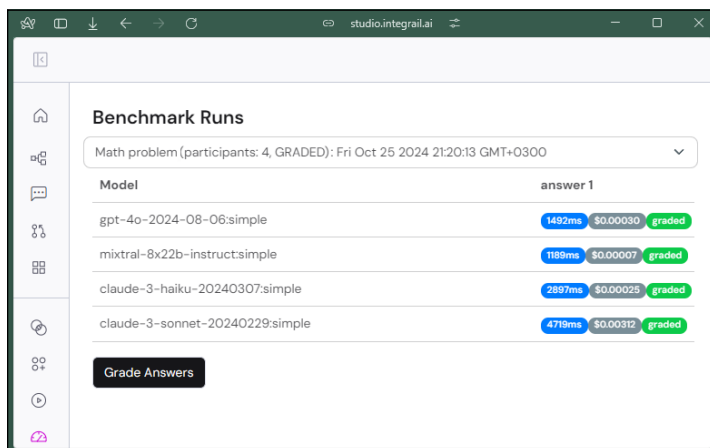 studio.integrail.ai
Benchmark Runs
Math problem (participants: 4, GRADED): Fri Oct 25 2024 21:20:13 GMT+0300
Model answer 1
gpt-4o-2024-08-06:simple 1492ms $0.00030 graded
mixtral-8x22b-instruct:simple 1189ms $0.00007 graded
claude-3-haiku-20240307:simple 2897ms $0.00025 graded
claude-3-sonnet-20240229:simple 4719ms $0.00312 graded
Grade Answers